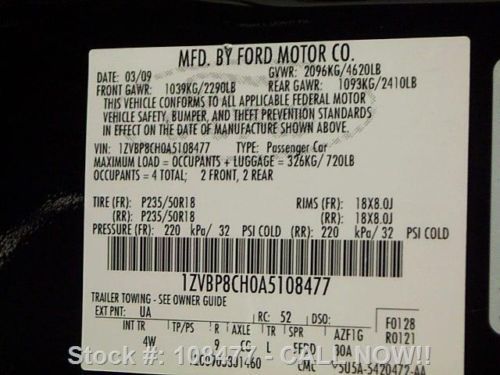 MFD. BY FORD MOTOR CO.
DATE: 03/09 GVWR: 2096KG/4620LB
FRONT GAWR: 1039KG/2290LB REAR GAWR: 1093KG/2410LB
THIS VEHICLE CONFORMS TO ALL APPLICABLE FEDERAL MOTOR
VEHICLE SAFETY, BUMPER, AND THEFT PREVENTION STANDARDS
IN EFFECT ON THE DATE OF MANUFACTURE SHOWN ABOVE.
VIN: 1ZVBP8CH0A5108477 TYPE: Passenger Car
MAXIMUM LOAD = OCCUPANTS + LUGGAGE = 326KG/ 720LB
OCCUPANTS = 4 TOTAL; 2 FRONT, 2 REAR
TIRE (FR): P235/50R18 RIMS (FR): 18X8.0J
(RR): P235/50R18 (RR): 18X8.0J
PRESSURE (FR): 220 kPa/ 32 PSI COLD (RR): 220 kPa/ 32 PSI COLD
1ZVBP8CH0A5108477
TRAILER TOWING - SEE OWNER GUIDE
EXT PNT: UA RC: 52 DSO: F0128
INT TR TP/PS R AXLE TR SPR AZF1G R0121
4W 9 CG L 30A
Stock #: 108477 - CALL NOW!!